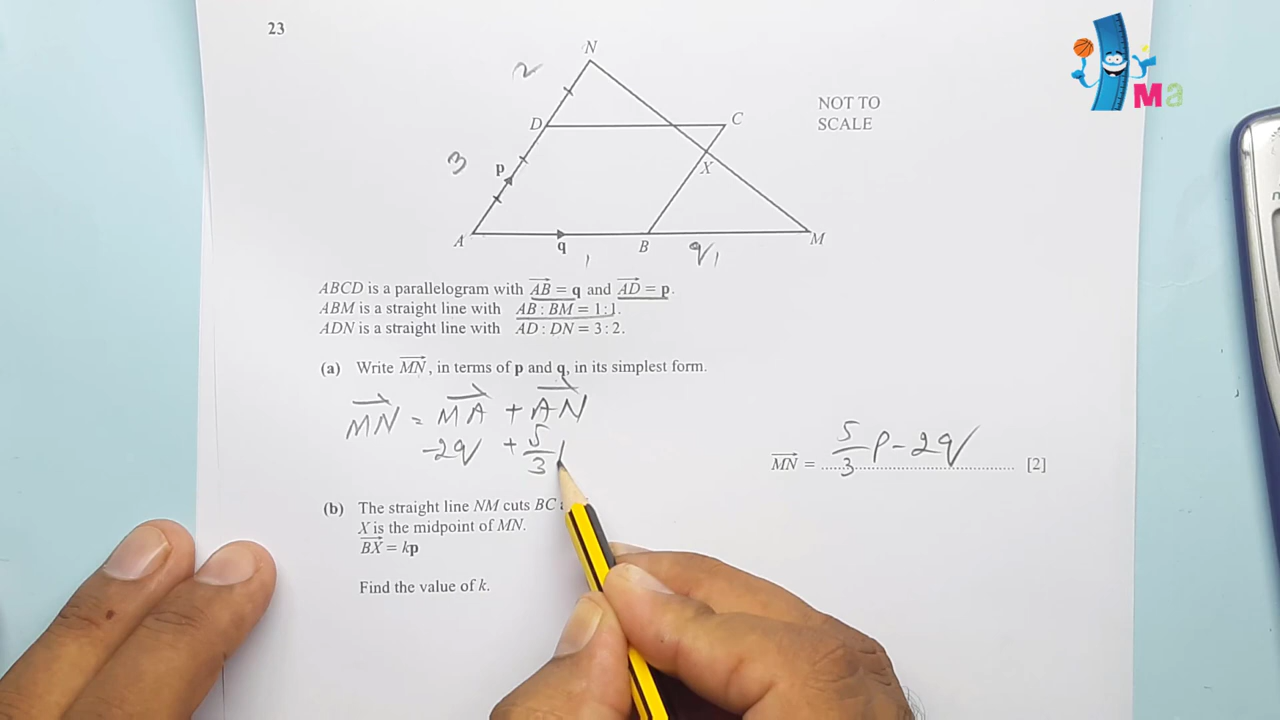 23
N
2
D
C
NOT TO
SCALE
3
p
X
A
q
B
q
M
1
1
ABCD is a parallelogram with AB = q and AD = p.
ABM is a straight line with AB : BM = 1 : 1.
ADN is a straight line with AD : DN = 3 : 2.
(a) Write MN, in terms of p and q, in its simplest form.
MN = MA + AN
-2q + 5/3
MN = 5/3 p - 2q [2]
(b) The straight line NM cuts BC
X is the midpoint of MN.
BX = kp
Find the value of k.
Ma